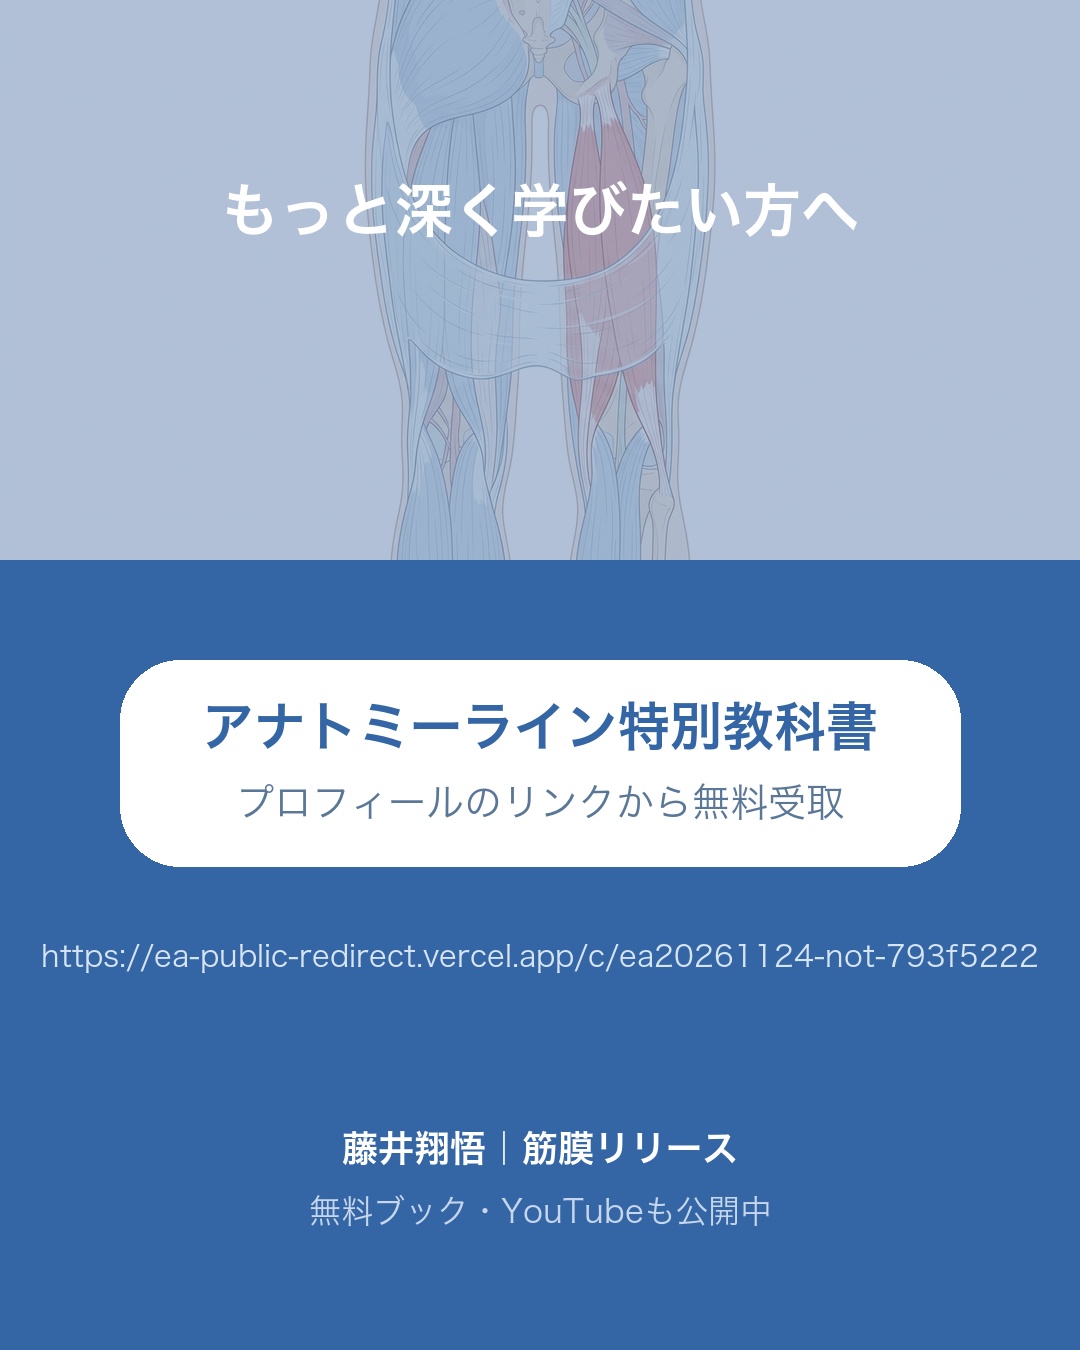 もっと深く学びたい方へ
アナトミーライン特別教科書
プロフィールのリンクから無料受取
https://ea-public-redirect.vercel.app/c/ea20261124-not-793f5222
藤井翔悟｜筋膜リリース
無料ブック・YouTubeも公開中